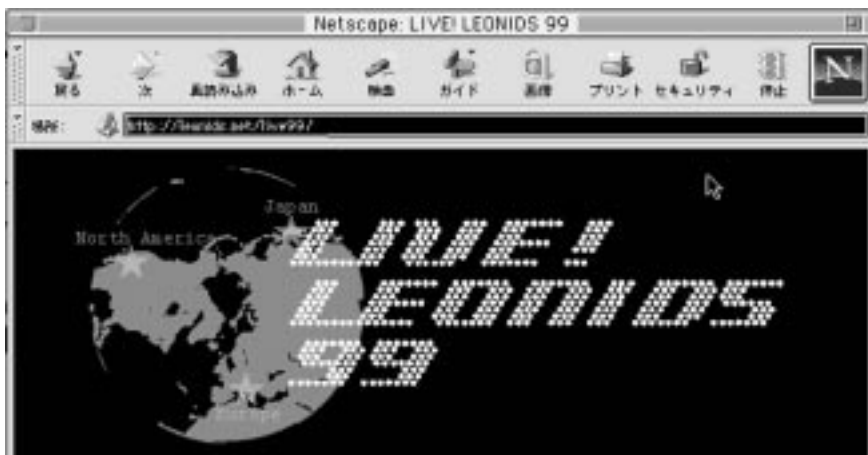 Netscape: LIVE! LEONIDS 99
戻る 次 再読み込み ホーム 検索 ガイド 画像 プリント セキュリティ 停止 N
場所: http://leonids.net/live99/
Japan
North America
LIVE!
LEONIDS
99
Europe